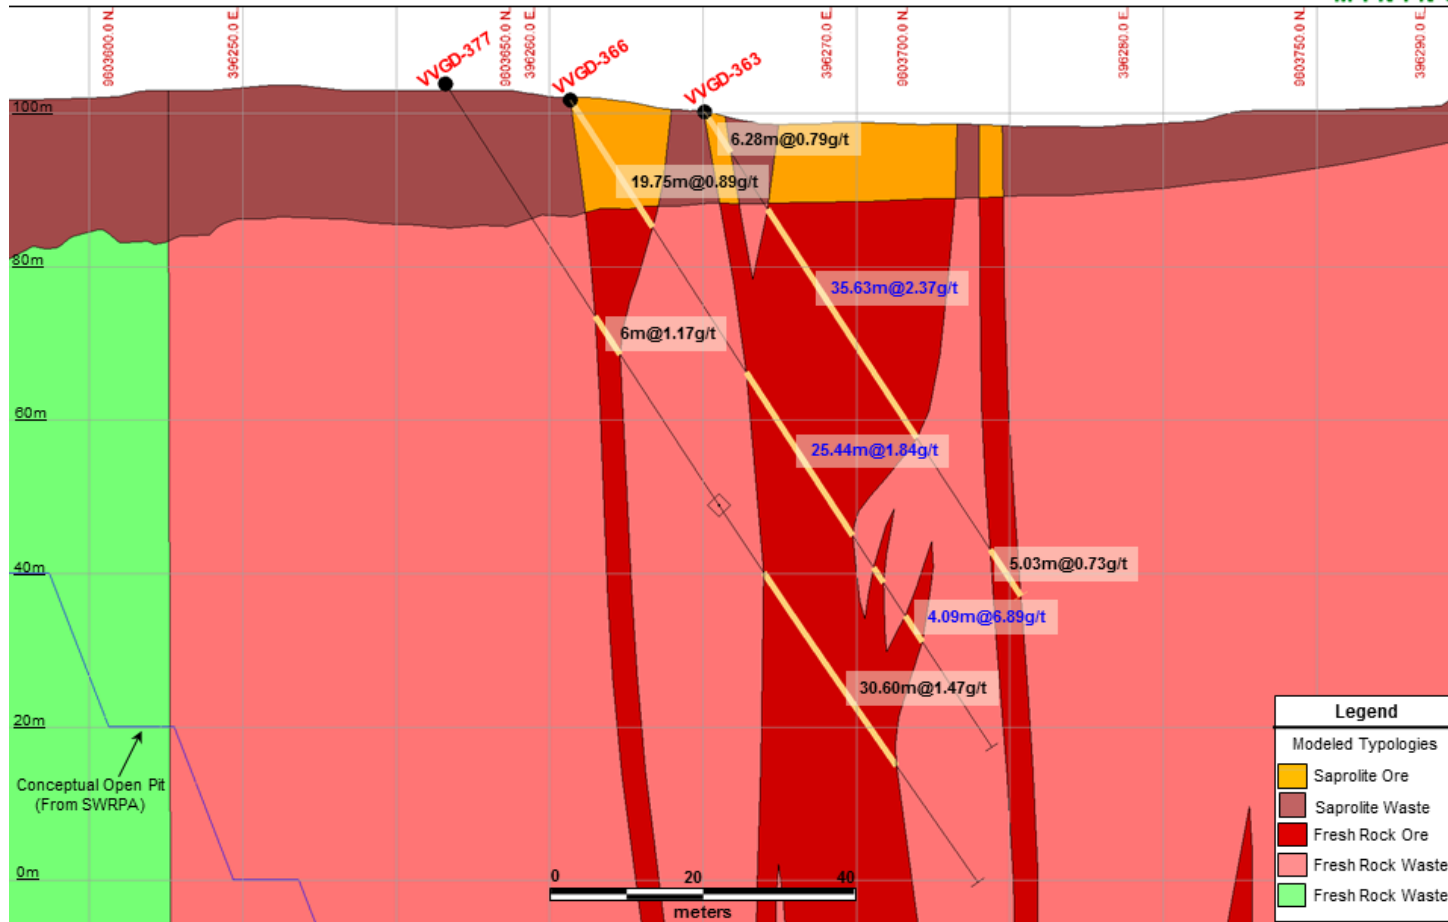 9603600.0 N.
396250.0 E.
9603650.0 N.
396260.0 E.
396270.0 E.
9603700.0 N.
396280.0 E.
9603750.0 N.
396290.0 E.
VVGD-377
VVGD-366
VVGD-363
100m
6.28m@0.79g/t
19.75m@0.89g/t
80m
35.63m@2.37g/t
6m@1.17g/t
60m
25.44m@1.84g/t
40m
5.03m@0.73g/t
4.09m@6.89g/t
30.60m@1.47g/t
20m
Conceptual Open Pit
(From SWRPA)
0m
0 20 40
meters
Legend
Modeled Typologies
Saprolite Ore
Saprolite Waste
Fresh Rock Ore
Fresh Rock Waste
Fresh Rock Waste